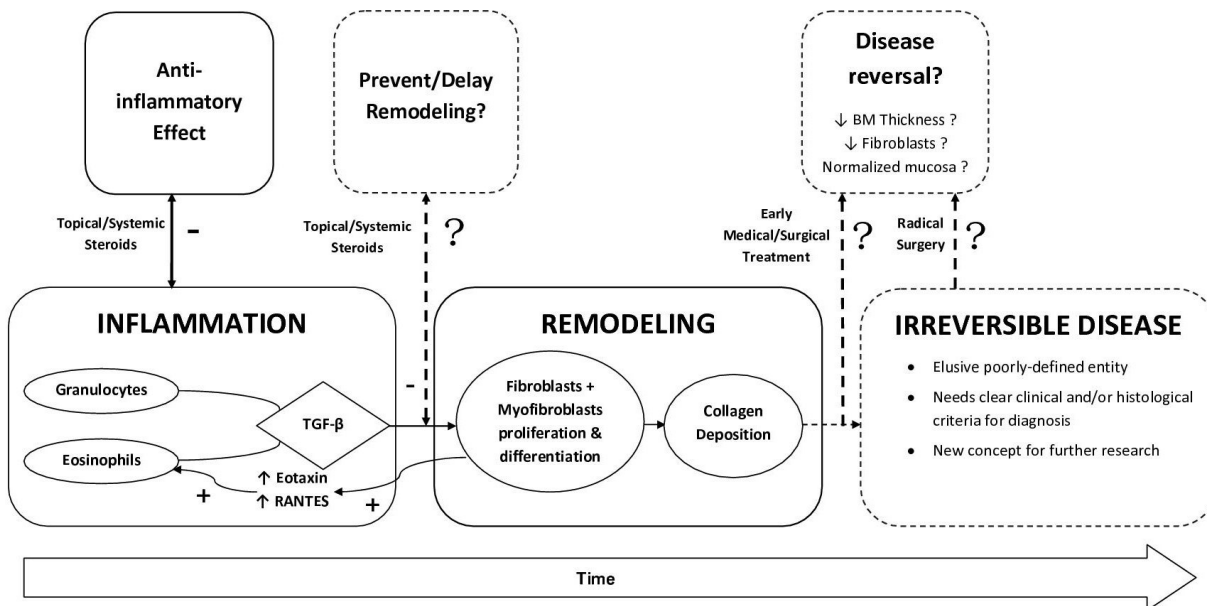 Anti-
inflammatory
Effect
Prevent/Delay
Remodeling?
Disease
reversal?
↓ BM Thickness ?
↓ Fibroblasts ?
Normalized mucosa ?
Topical/Systemic
Steroids
-
Topical/Systemic
Steroids
?
Early
Medical/Surgical
Treatment
?
Radical
Surgery
?
INFLAMMATION
Granulocytes
Eosinophils
TGF-β
↑ Eotaxin
↑ RANTES
+
+
-
REMODELING
Fibroblasts +
Myofibroblasts
proliferation &
differentiation
Collagen
Deposition
IRREVERSIBLE DISEASE
• Elusive poorly-defined entity
• Needs clear clinical and/or histological
criteria for diagnosis
• New concept for further research
Time